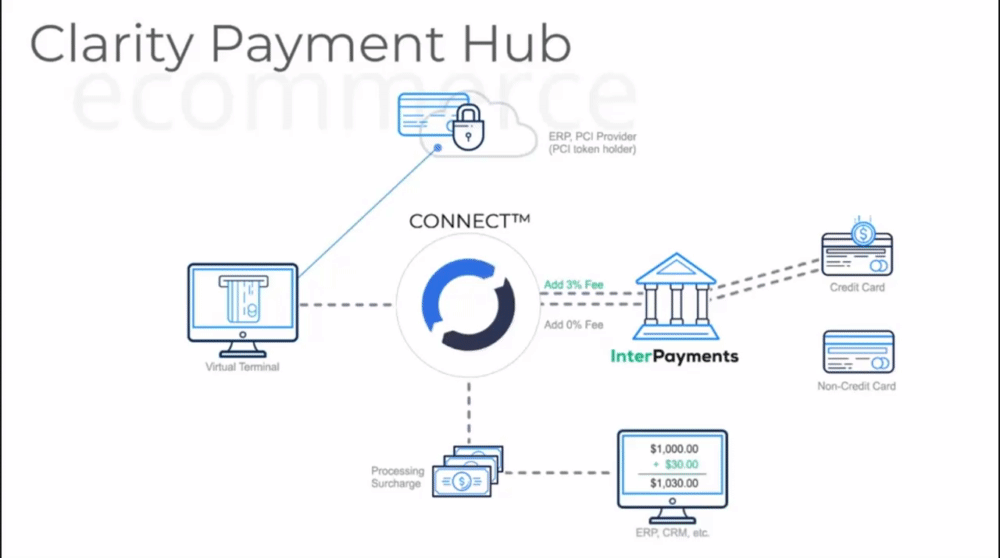 Clarity Payment Hub
ecommerce
ERP, PCI Provider
(PCI token holder)
CONNECT™
Add 3% Fee
Add 0% Fee
Virtual Terminal
InterPayments
Credit Card
Non-Credit Card
Processing
Surcharge
$1,000.00
+ $30.00
$1,030.00
ERP, CRM, etc.